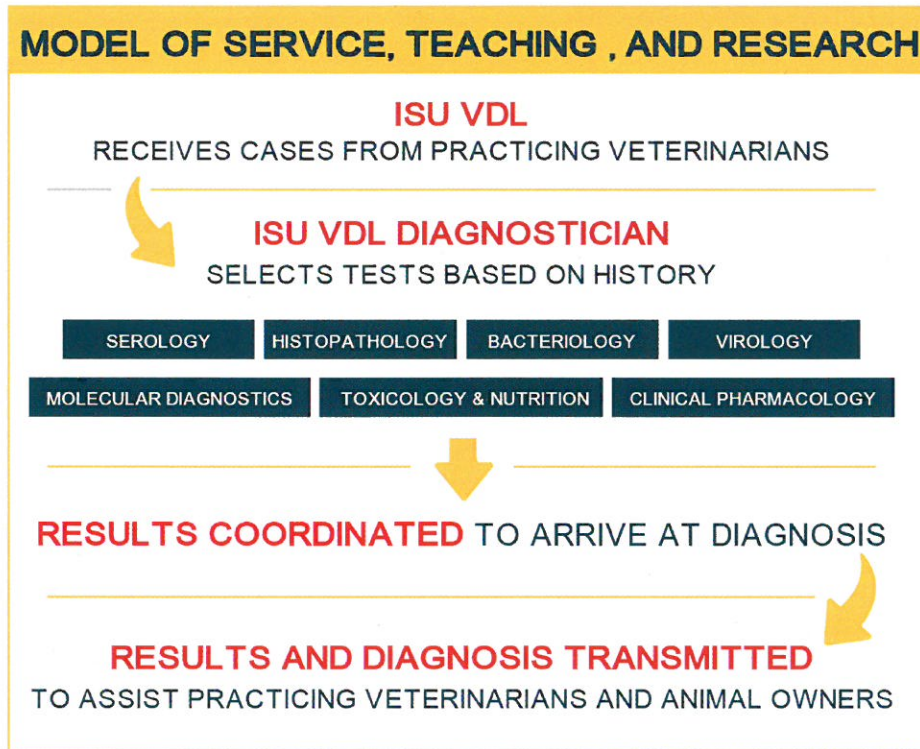 MODEL OF SERVICE, TEACHING , AND RESEARCH
ISU VDL
RECEIVES CASES FROM PRACTICING VETERINARIANS
ISU VDL DIAGNOSTICIAN
SELECTS TESTS BASED ON HISTORY
SEROLOGY HISTOPATHOLOGY BACTERIOLOGY VIROLOGY
MOLECULAR DIAGNOSTICS TOXICOLOGY & NUTRITION CLINICAL PHARMACOLOGY
RESULTS COORDINATED TO ARRIVE AT DIAGNOSIS
RESULTS AND DIAGNOSIS TRANSMITTED
TO ASSIST PRACTICING VETERINARIANS AND ANIMAL OWNERS